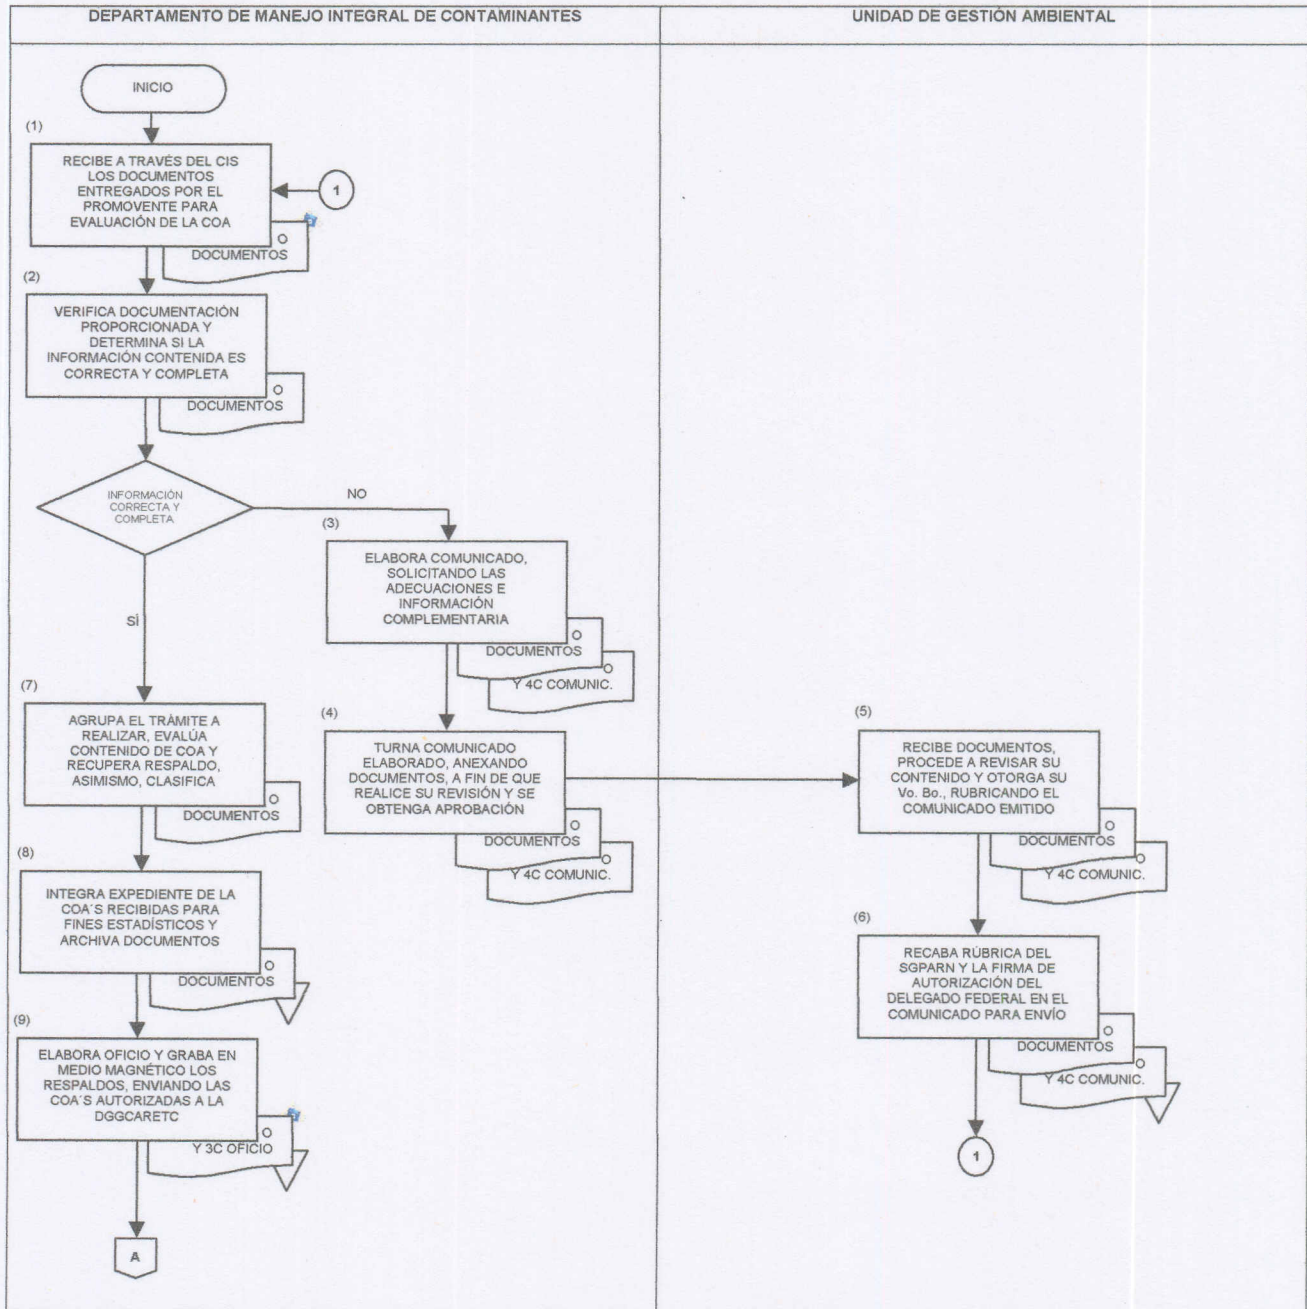 DEPARTAMENTO DE MANEJO INTEGRAL DE CONTAMINANTES
UNIDAD DE GESTIÓN AMBIENTAL
INICIO
(1)
RECIBE A TRAVÉS DEL CIS
LOS DOCUMENTOS
ENTREGADOS POR EL
PROMOVENTE PARA
EVALUACIÓN DE LA COA
1
O
DOCUMENTOS
(2)
VERIFICA DOCUMENTACIÓN
PROPORCIONADA Y
DETERMINA SI LA
INFORMACIÓN CONTENIDA ES
CORRECTA Y COMPLETA
O
DOCUMENTOS
INFORMACIÓN
CORRECTA Y
COMPLETA
NO
SÍ
(3)
ELABORA COMUNICADO,
SOLICITANDO LAS
ADECUACIONES E
INFORMACIÓN
COMPLEMENTARIA
O
DOCUMENTOS
O
Y 4C COMUNIC.
(4)
TURNA COMUNICADO
ELABORADO, ANEXANDO
DOCUMENTOS, A FIN DE QUE
REALICE SU REVISIÓN Y SE
OBTENGA APROBACIÓN
O
DOCUMENTOS
O
Y 4C COMUNIC.
(5)
RECIBE DOCUMENTOS,
PROCEDE A REVISAR SU
CONTENIDO Y OTORGA SU
Vo. Bo., RUBRICANDO EL
COMUNICADO EMITIDO
O
DOCUMENTOS
O
Y 4C COMUNIC.
(6)
RECABA RÚBRICA DEL
SGPARN Y LA FIRMA DE
AUTORIZACIÓN DEL
DELEGADO FEDERAL EN EL
COMUNICADO PARA ENVÍO
O
DOCUMENTOS
O
Y 4C COMUNIC.
1
(7)
AGRUPA EL TRÁMITE A
REALIZAR, EVALÚA
CONTENIDO DE COA Y
RECUPERA RESPALDO,
ASIMISMO, CLASIFICA
O
DOCUMENTOS
(8)
INTEGRA EXPEDIENTE DE LA
COA´S RECIBIDAS PARA
FINES ESTADÍSTICOS Y
ARCHIVA DOCUMENTOS
O
DOCUMENTOS
(9)
ELABORA OFICIO Y GRABA EN
MEDIO MAGNÉTICO LOS
RESPALDOS, ENVIANDO LAS
COA´S AUTORIZADAS A LA
DGGCARETC
O
Y 3C OFICIO
A